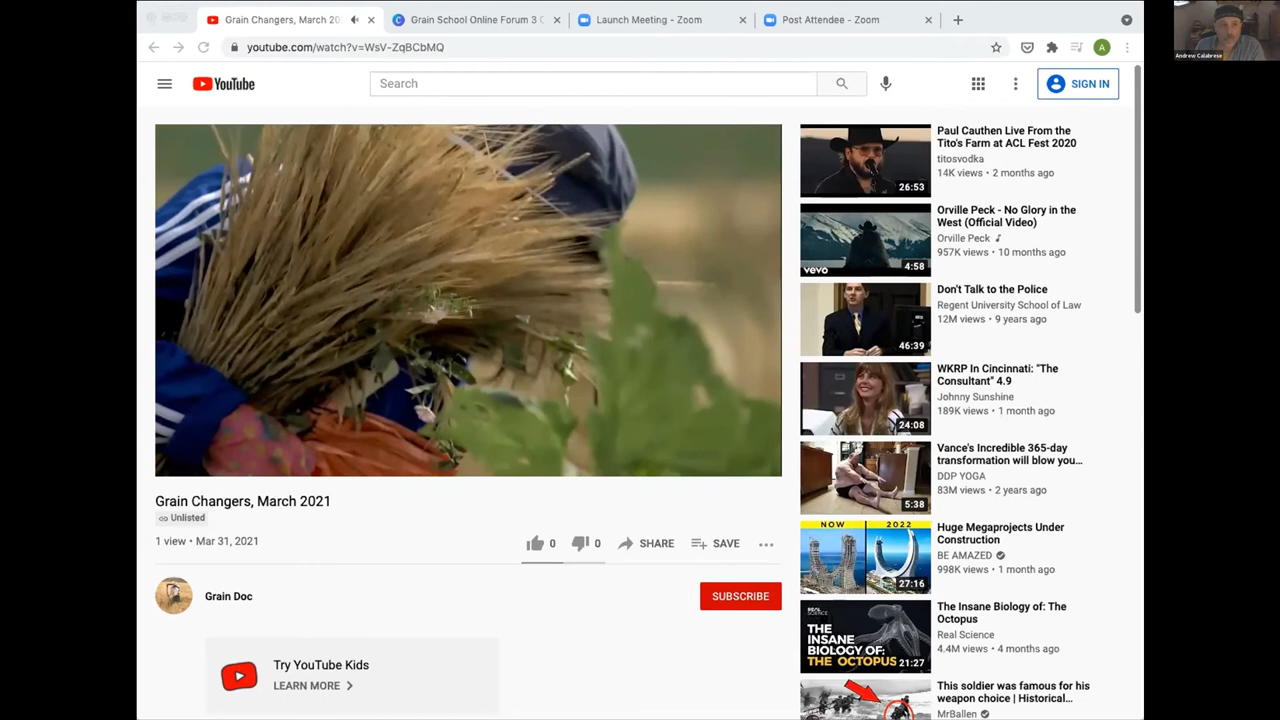 Grain Changers, March 202
Grain School Online Forum 3
Launch Meeting - Zoom
Post Attendee - Zoom
youtube.com/watch?v=WsV-ZqBCbMQ
A
Andrew Calabrese
YouTube
Search
SIGN IN
Paul Cauthen Live From the
Tito's Farm at ACL Fest 2020
titosvodka
14K views • 2 months ago
26:53
Orville Peck - No Glory in the
West (Official Video)
Orville Peck
957K views • 10 months ago
vevo
4:58
Don't Talk to the Police
Regent University School of Law
12M views • 9 years ago
46:39
WKRP In Cincinnati: "The
Consultant" 4.9
Johnny Sunshine
189K views • 1 month ago
24:08
Vance's Incredible 365-day
transformation will blow you...
DDP YOGA
83M views • 2 years ago
5:38
NOW 2022
Huge Megaprojects Under
Construction
BE AMAZED
998K views • 1 month ago
27:16
REAL SCIENCE
THE
INSANE
BIOLOGY OF:
THE OCTOPUS
21:27
The Insane Biology of: The
Octopus
Real Science
4.4M views • 4 months ago
This soldier was famous for his
weapon choice | Historical...
MrBallen
Grain Changers, March 2021
Unlisted
1 view • Mar 31, 2021
0
0
SHARE
SAVE
Grain Doc
SUBSCRIBE
Try YouTube Kids
LEARN MORE